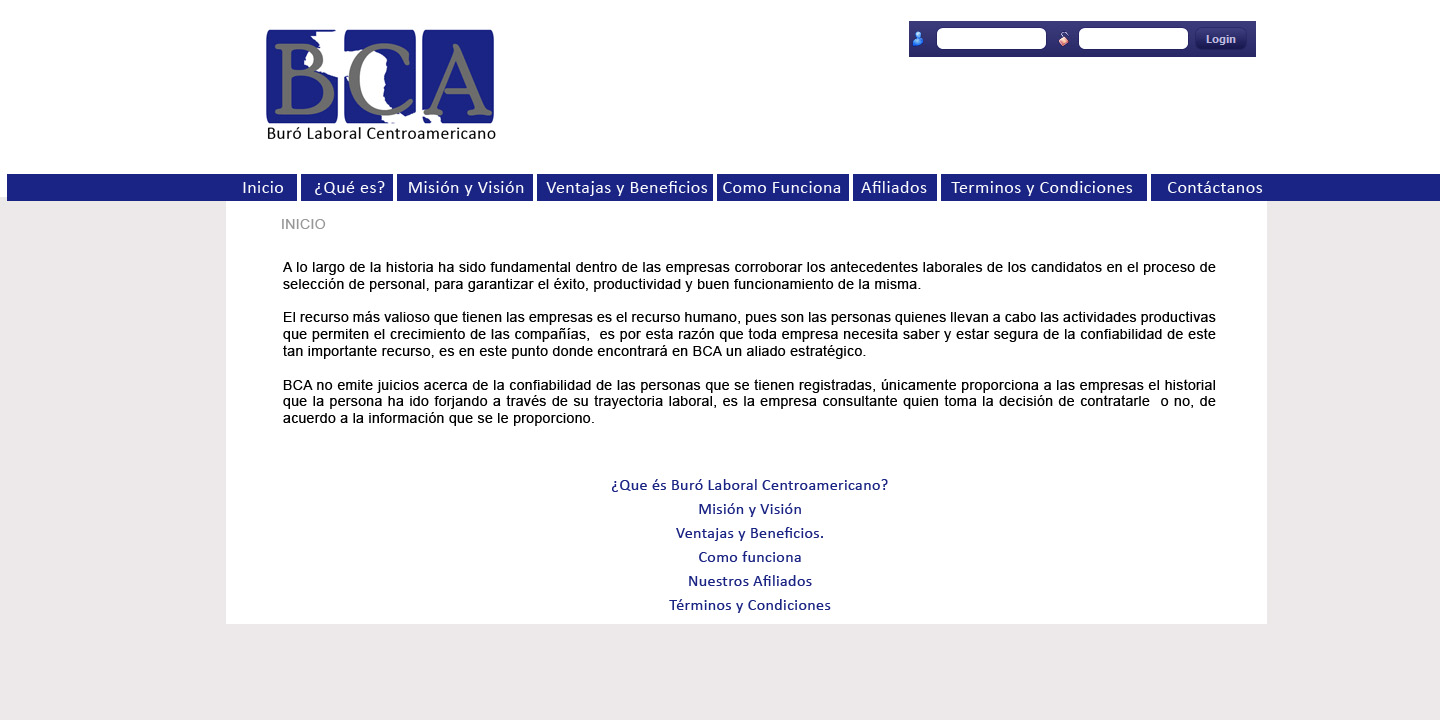 BCA
Buró Laboral Centroamericano
Login
Inicio ¿Qué es? Misión y Visión Ventajas y Beneficios Como Funciona Afiliados Terminos y Condiciones Contáctanos
INICIO
A lo largo de la historia ha sido fundamental dentro de las empresas corroborar los antecedentes laborales de los candidatos en el proceso de
selección de personal, para garantizar el éxito, productividad y buen funcionamiento de la misma.
El recurso más valioso que tienen las empresas es el recurso humano, pues son las personas quienes llevan a cabo las actividades productivas
que permiten el crecimiento de las compañías, es por esta razón que toda empresa necesita saber y estar segura de la confiabilidad de este
tan importante recurso, es en este punto donde encontrará en BCA un aliado estratégico.
BCA no emite juicios acerca de la confiabilidad de las personas que se tienen registradas, únicamente proporciona a las empresas el historial
que la persona ha ido forjando a través de su trayectoria laboral, es la empresa consultante quien toma la decisión de contratarle o no, de
acuerdo a la información que se le proporciono.
¿Que és Buró Laboral Centroamericano?
Misión y Visión
Ventajas y Beneficios.
Como funciona
Nuestros Afiliados
Términos y Condiciones